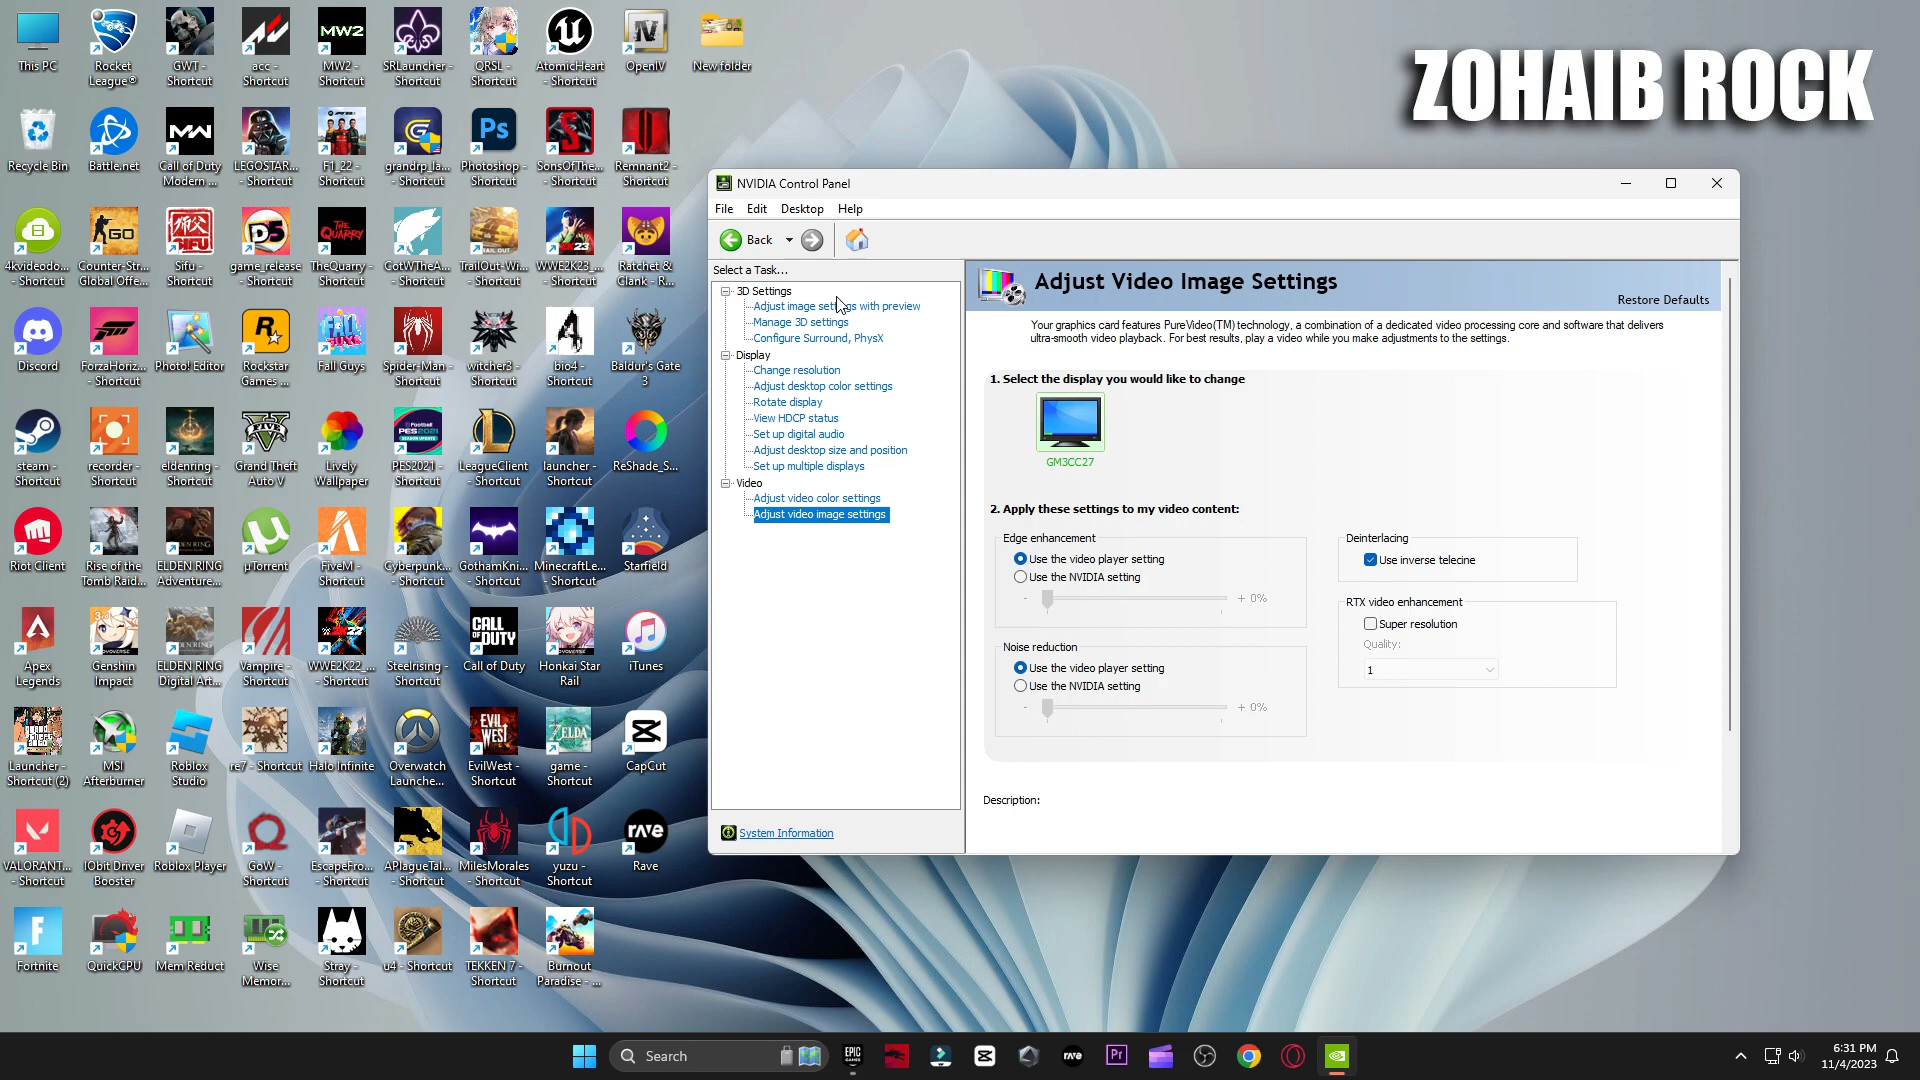 ZOHAIB ROCK
This PC
Rocket
League®
GWT -
Shortcut
acc -
Shortcut
MW2
MW2 -
Shortcut
SRLauncher -
Shortcut
QRSL -
Shortcut
AtomicHeart
- Shortcut
OpenIV
New folder
Recycle Bin
Battle.net
Call of Duty
Modern ...
LEGOSTAR...
- Shortcut
F1_22 -
Shortcut
grandrp_la...
- Shortcut
Ps
Photoshop -
Shortcut
SonsOfThe...
- Shortcut
Remnant2 -
Shortcut
4kvideodo...
- Shortcut
GO
Counter-Str...
Global Offe...
Sifu -
Shortcut
D5
game_release
- Shortcut
THE QUARRY
TheQuarry -
Shortcut
CotWTheA...
- Shortcut
TrailOut-Wi...
- Shortcut
WWE2K23_...
- Shortcut
Ratchet &
Clank - R...
Discord
ForzaHoriz...
- Shortcut
Photo! Editor
Rockstar
Games ...
Fall Guys
Spider-Man -
Shortcut
witcher3 -
Shortcut
bio4 -
Shortcut
Baldur's Gate
3
steam -
Shortcut
recorder -
Shortcut
eldenring -
Shortcut
Grand Theft
Auto V
Lively
Wallpaper
PES2021 -
Shortcut
LeagueClient
- Shortcut
launcher -
Shortcut
ReShade_S...
Riot Client
Rise of the
Tomb Raid...
ELDEN RING
Adventure...
µTorrent
FiveM -
Shortcut
Cyberpunk...
- Shortcut
GothamKni...
- Shortcut
MinecraftLe...
- Shortcut
Starfield
Apex
Legends
Genshin
Impact
ELDEN RING
Digital Art...
Vampire -
Shortcut
WWE2K22_...
- Shortcut
Steelrising -
Shortcut
CALL OF DUTY
Call of Duty
Honkai Star
Rail
iTunes
Launcher -
Shortcut (2)
MSI
Afterburner
Roblox
Studio
re7 - Shortcut
Halo Infinite
Overwatch
Launche...
EVIL WEST
EvilWest -
Shortcut
ZELDA
game -
Shortcut
CapCut
VALORANT...
- Shortcut
IObit Driver
Booster
Roblox Player
GoW -
Shortcut
EscapeFro...
- Shortcut
APlagueTal...
- Shortcut
MilesMorales
- Shortcut
yuzu -
Shortcut
rave
Rave
Fortnite
QuickCPU
Mem Reduct
Wise
Memor...
Stray -
Shortcut
u4 - Shortcut
TEKKEN 7 -
Shortcut
Burnout
Paradise - ...
NVIDIA Control Panel
File Edit Desktop Help
Back
Select a Task...
3D Settings
Adjust image settings with preview
Manage 3D settings
Configure Surround, PhysX
Display
Change resolution
Adjust desktop color settings
Rotate display
View HDCP status
Set up digital audio
Adjust desktop size and position
Set up multiple displays
Video
Adjust video color settings
Adjust video image settings
System Information
Adjust Video Image Settings
Restore Defaults
Your graphics card features PureVideo(TM) technology, a combination of a dedicated video processing core and software that delivers
ultra-smooth video playback. For best results, play a video while you make adjustments to the settings.
1. Select the display you would like to change
GM3CC27
2. Apply these settings to my video content:
Edge enhancement
Use the video player setting
Use the NVIDIA setting
- + 0%
Noise reduction
Use the video player setting
Use the NVIDIA setting
- + 0%
Deinterlacing
Use inverse telecine
RTX video enhancement
Super resolution
Quality:
1
Description:
Search
EPIC GAMES
rave
Pr
6:31 PM
11/4/2023